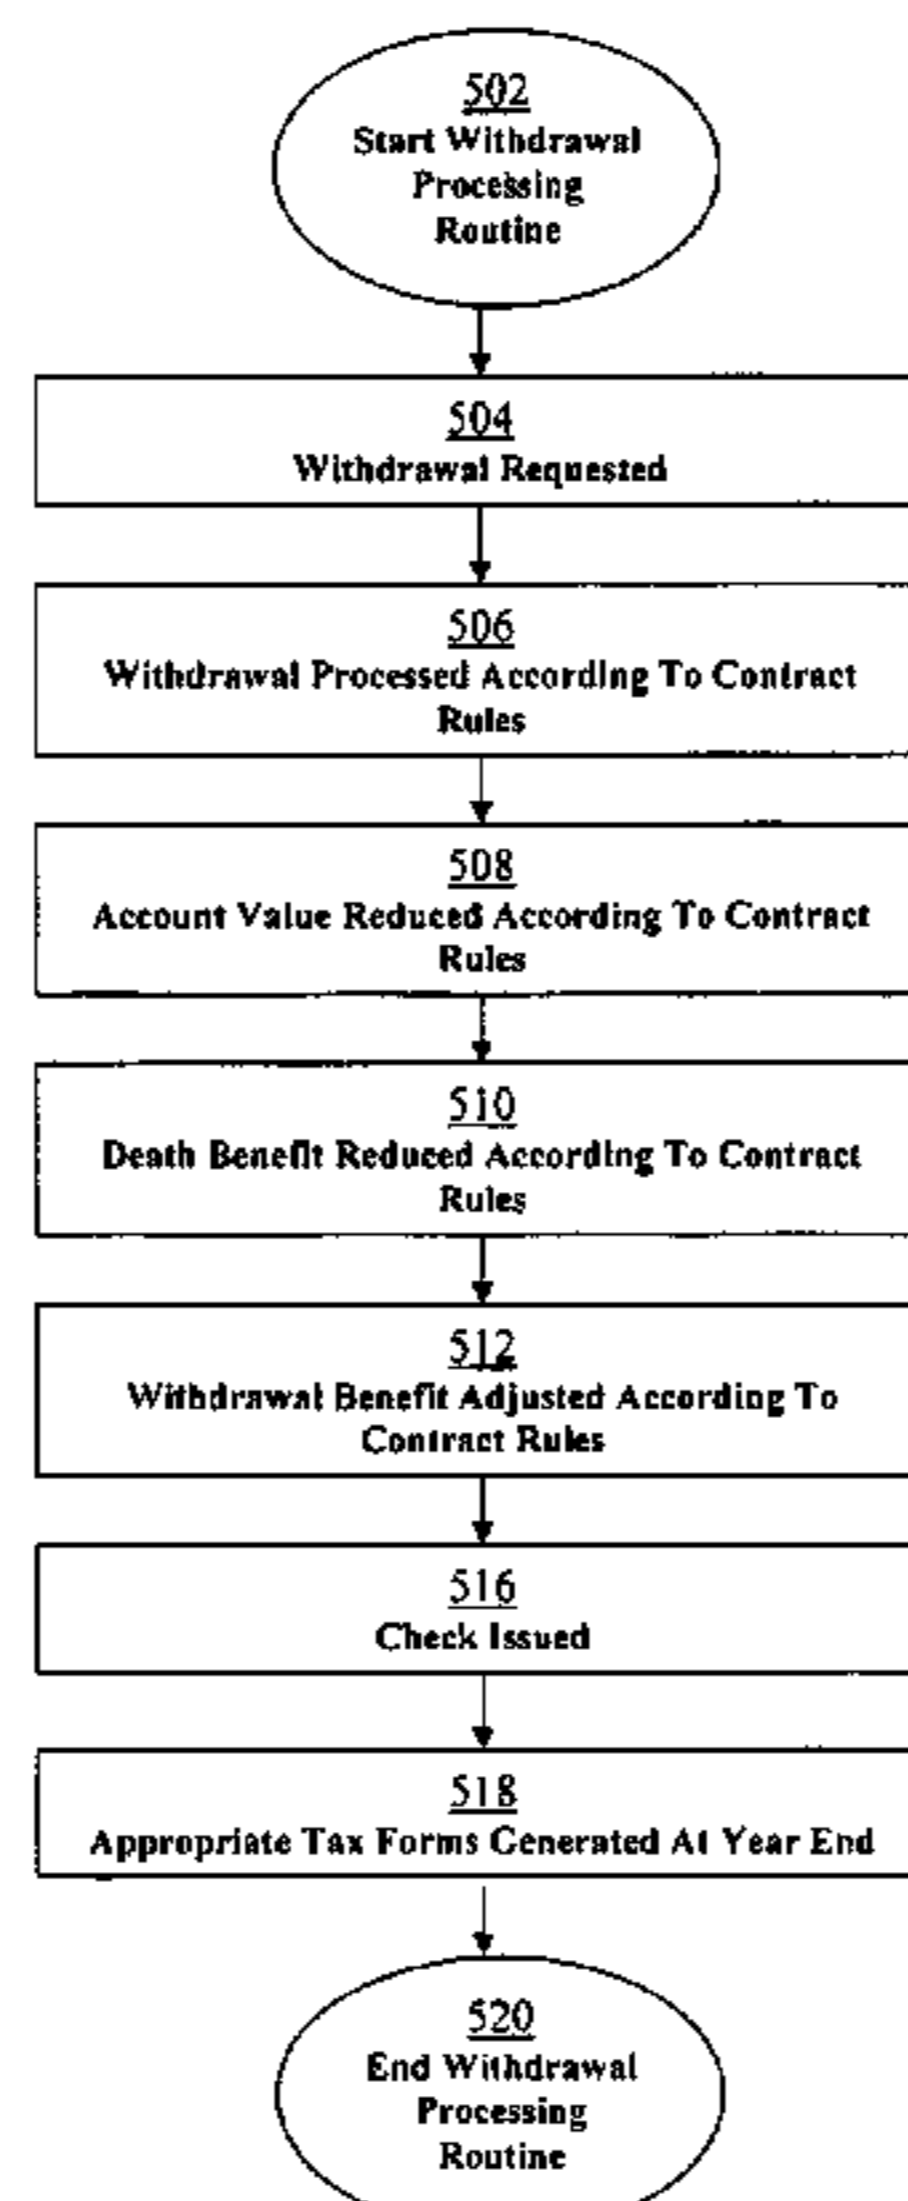 502
Start Withdrawal
Processing
Routine
504
Withdrawal Requested
506
Withdrawal Processed According To Contract
Rules
508
Account Value Reduced According To Contract
Rules
510
Death Benefit Reduced According To Contract
Rules
512
Withdrawal Benefit Adjusted According To
Contract Rules
516
Check Issued
518
Appropriate Tax Forms Generated At Year End
520
End Withdrawal
Processing
Routine